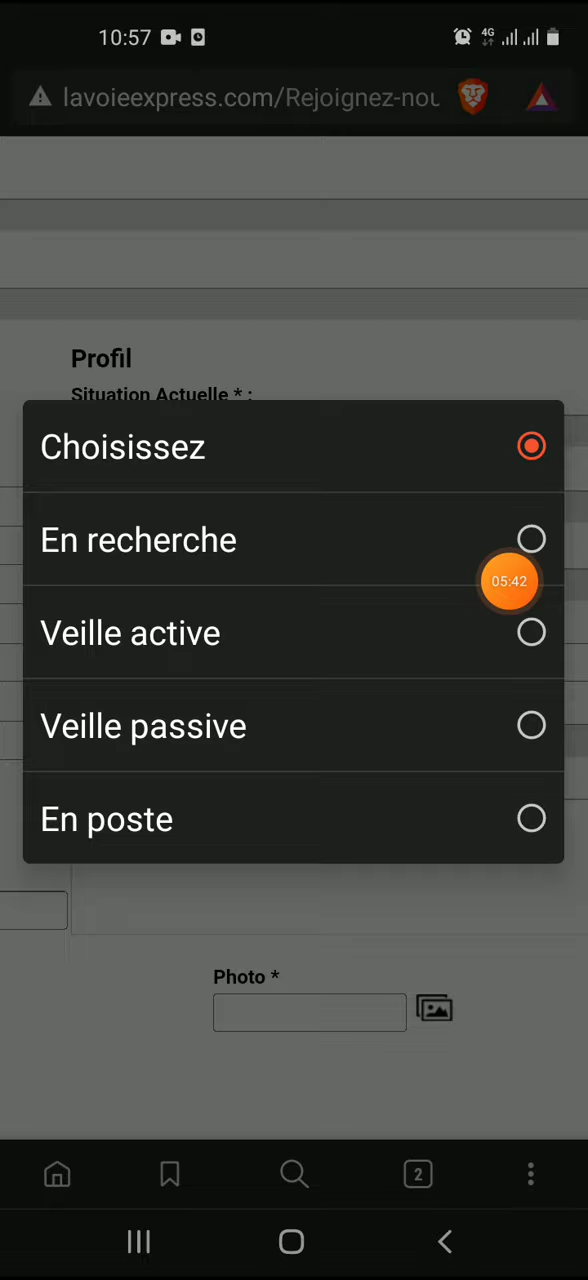 10:57
4G
lavoieexpress.com/Rejoignez-nou
Profil
Situation Actuelle * :
Choisissez
En recherche
05:42
Veille active
Veille passive
En poste
Photo *
2